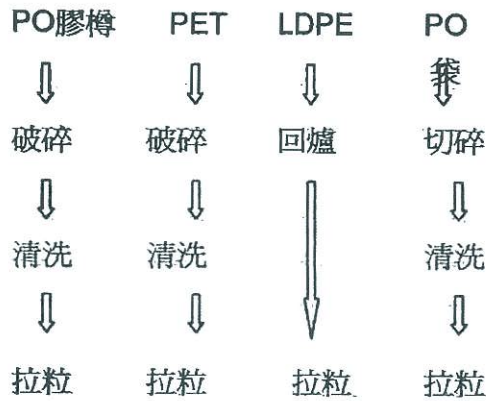 PO膠樽 PET LDPE PO
袋
破碎 破碎 回爐 切碎
清洗 清洗 清洗
拉粒 拉粒 拉粒 拉粒